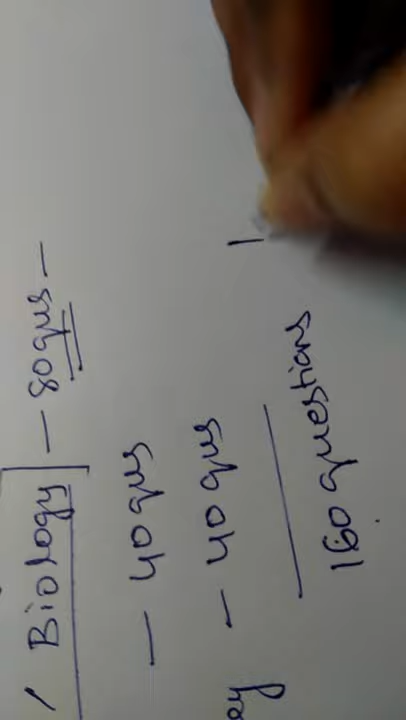 / Biology — 80 qus —
— 40 qus
— 40 qus
160 questions